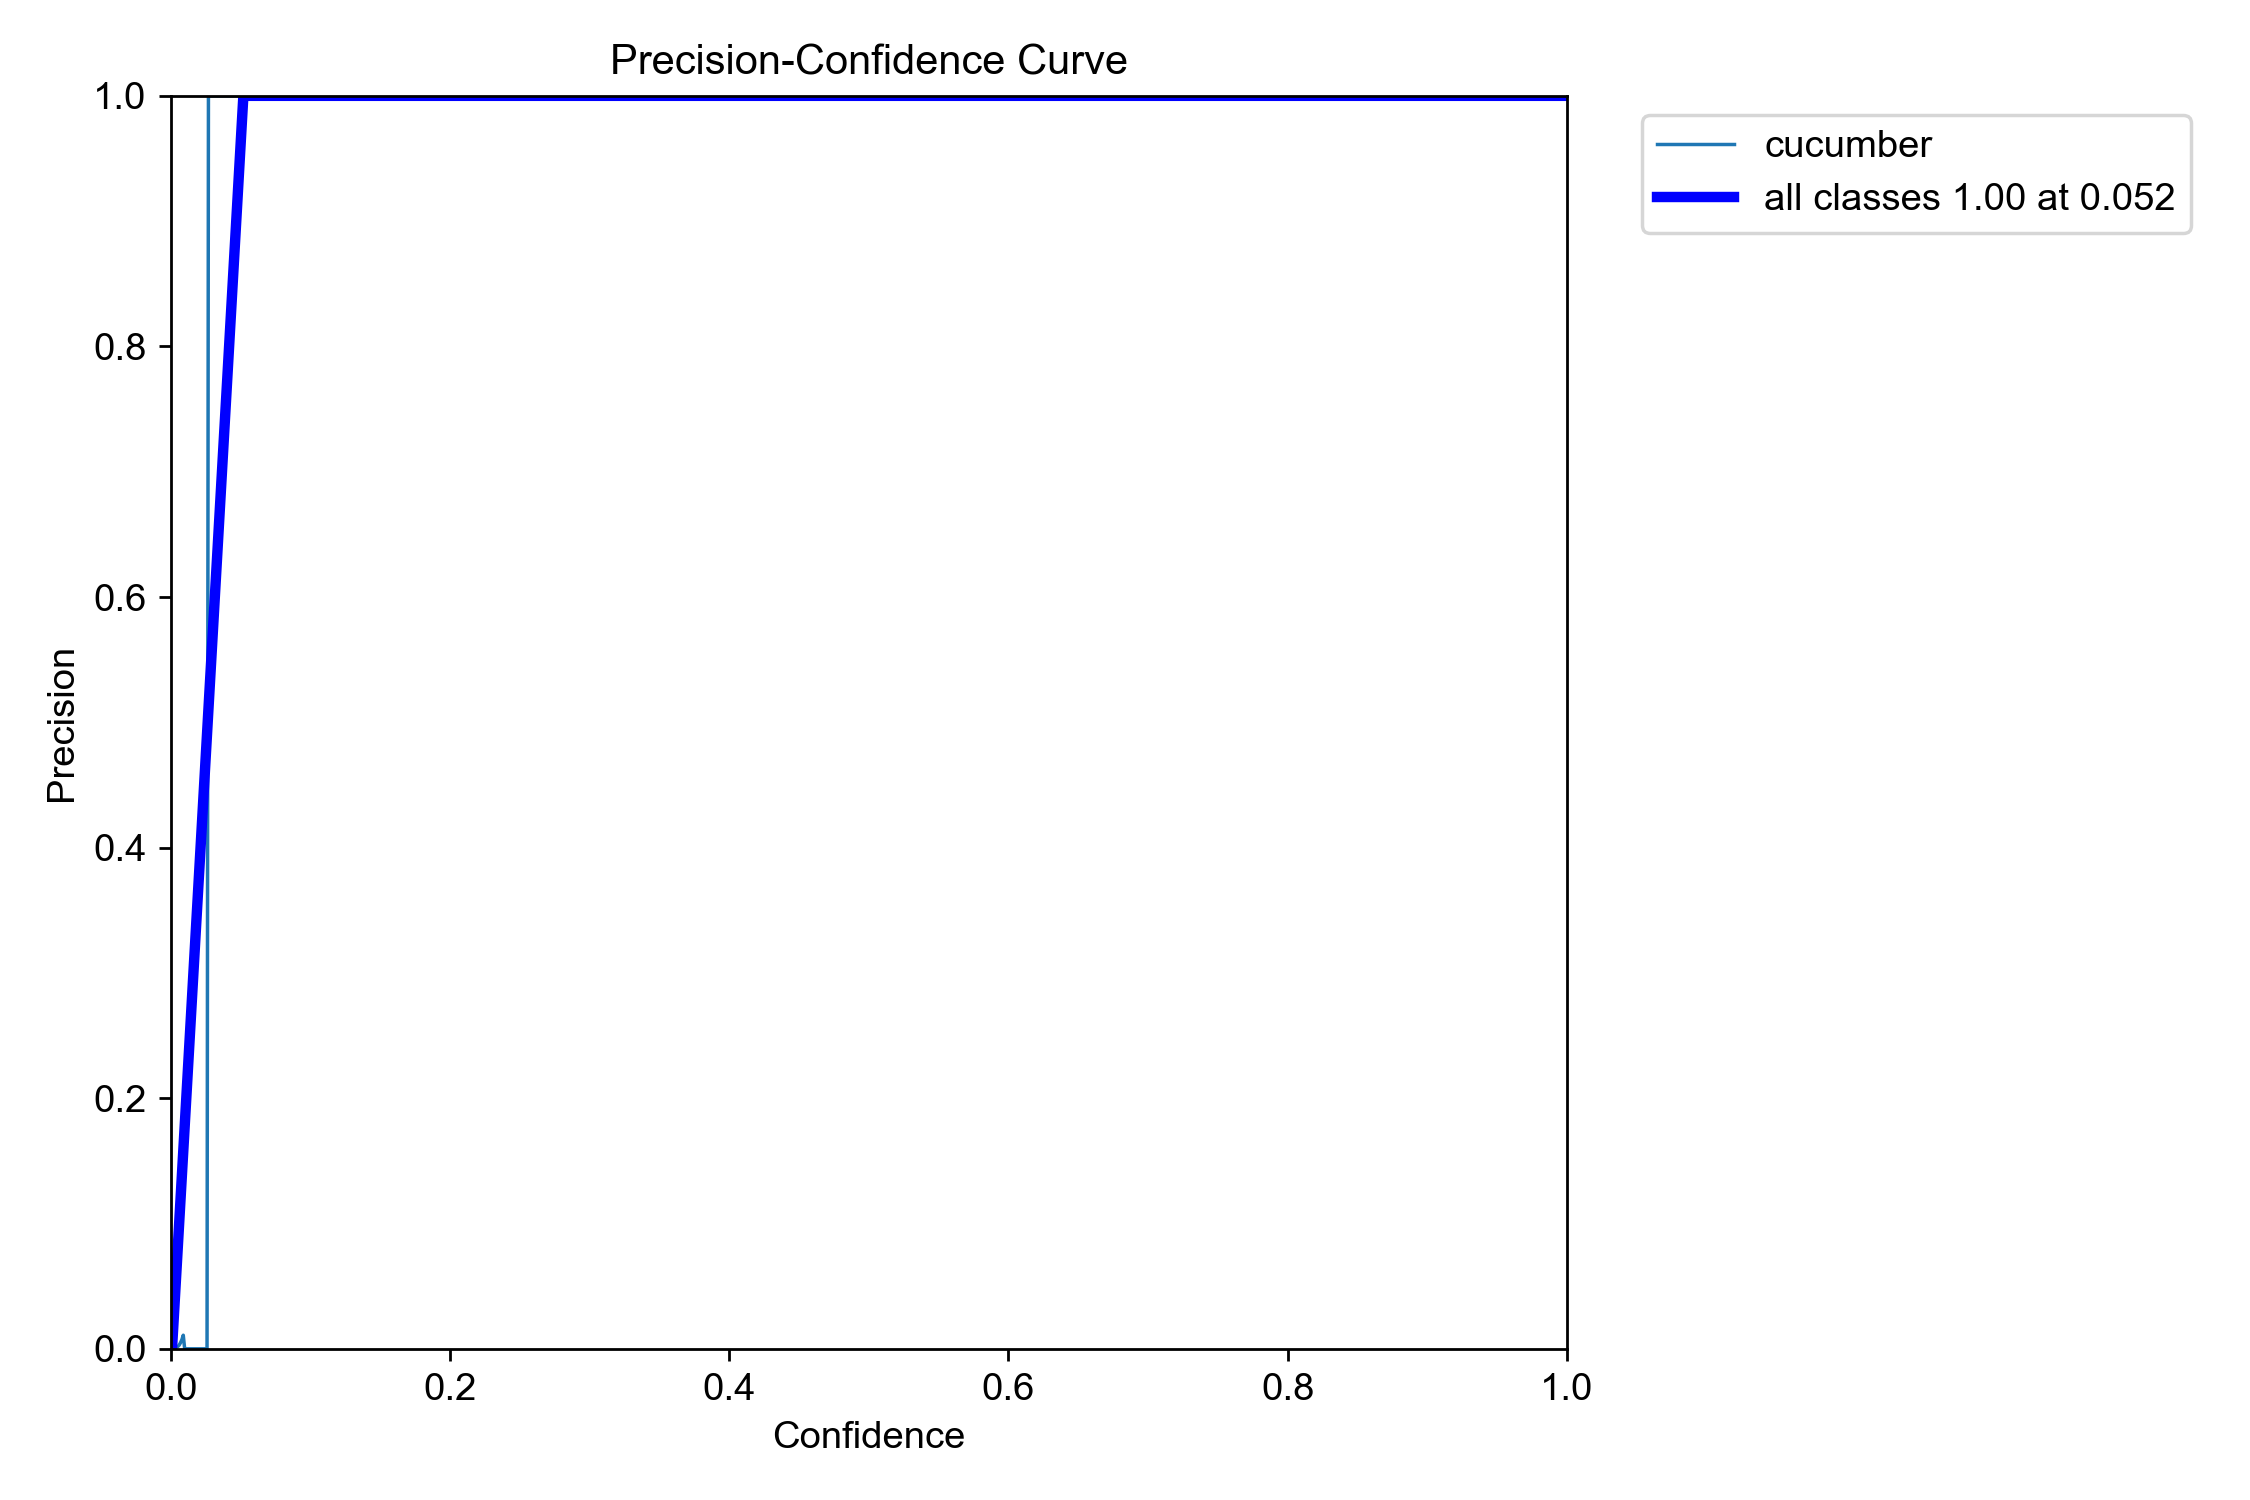 Precision-Confidence Curve
1.0
0.8
0.6
0.4
0.2
0.0
Precision
0.0 0.2 0.4 0.6 0.8 1.0
Confidence
cucumber
all classes 1.00 at 0.052